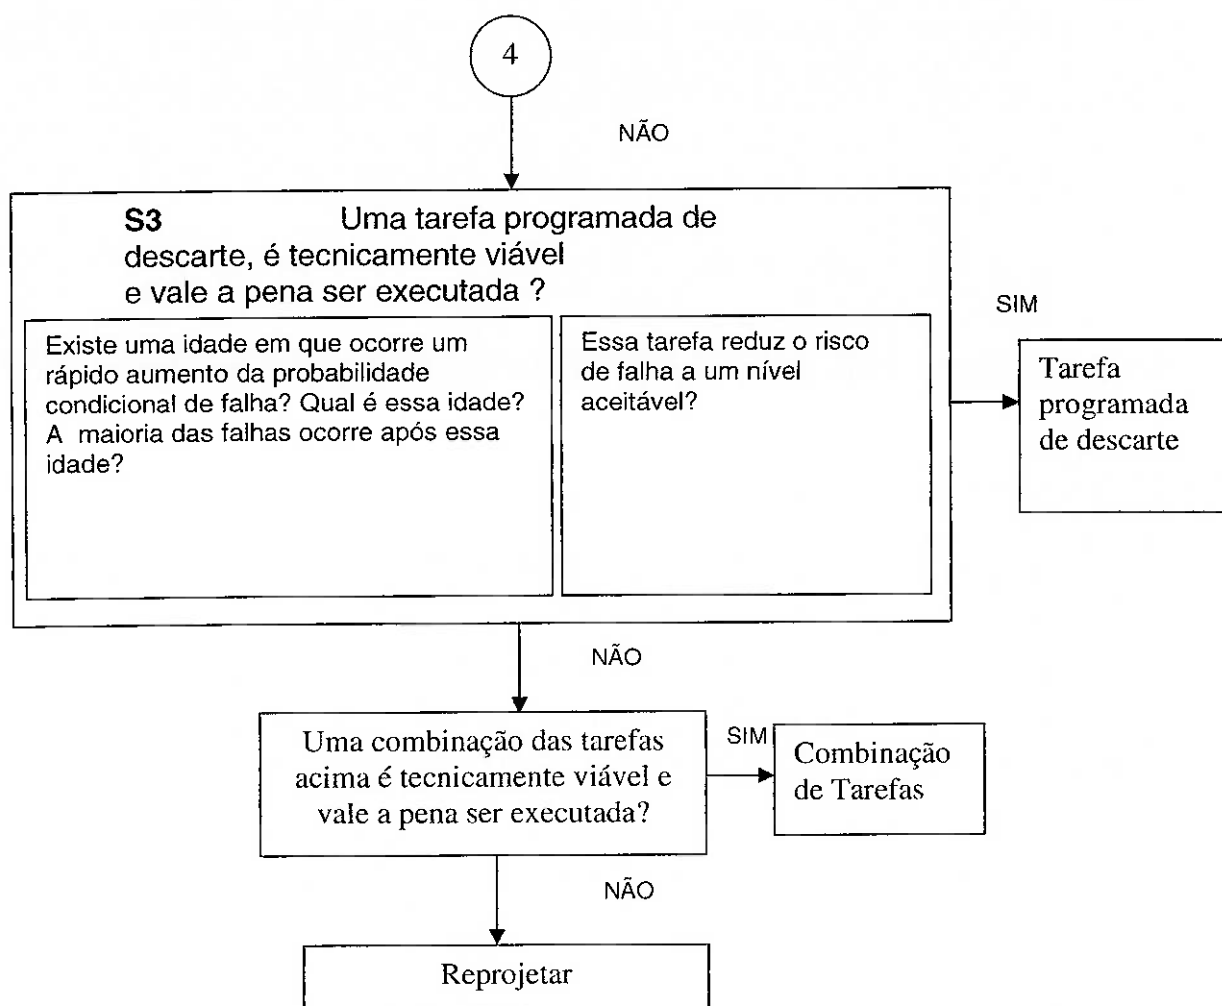 4
NÃO
S3 Uma tarefa programada de
descarte, é tecnicamente viável
e vale a pena ser executada ?
Existe uma idade em que ocorre um
rápido aumento da probabilidade
condicional de falha? Qual é essa idade?
A maioria das falhas ocorre após essa
idade?
Essa tarefa reduz o risco
de falha a um nível
aceitável?
SIM
Tarefa
programada
de descarte
NÃO
Uma combinação das tarefas
acima é tecnicamente viável e
vale a pena ser executada?
SIM
Combinação
de Tarefas
NÃO
Reprojetar